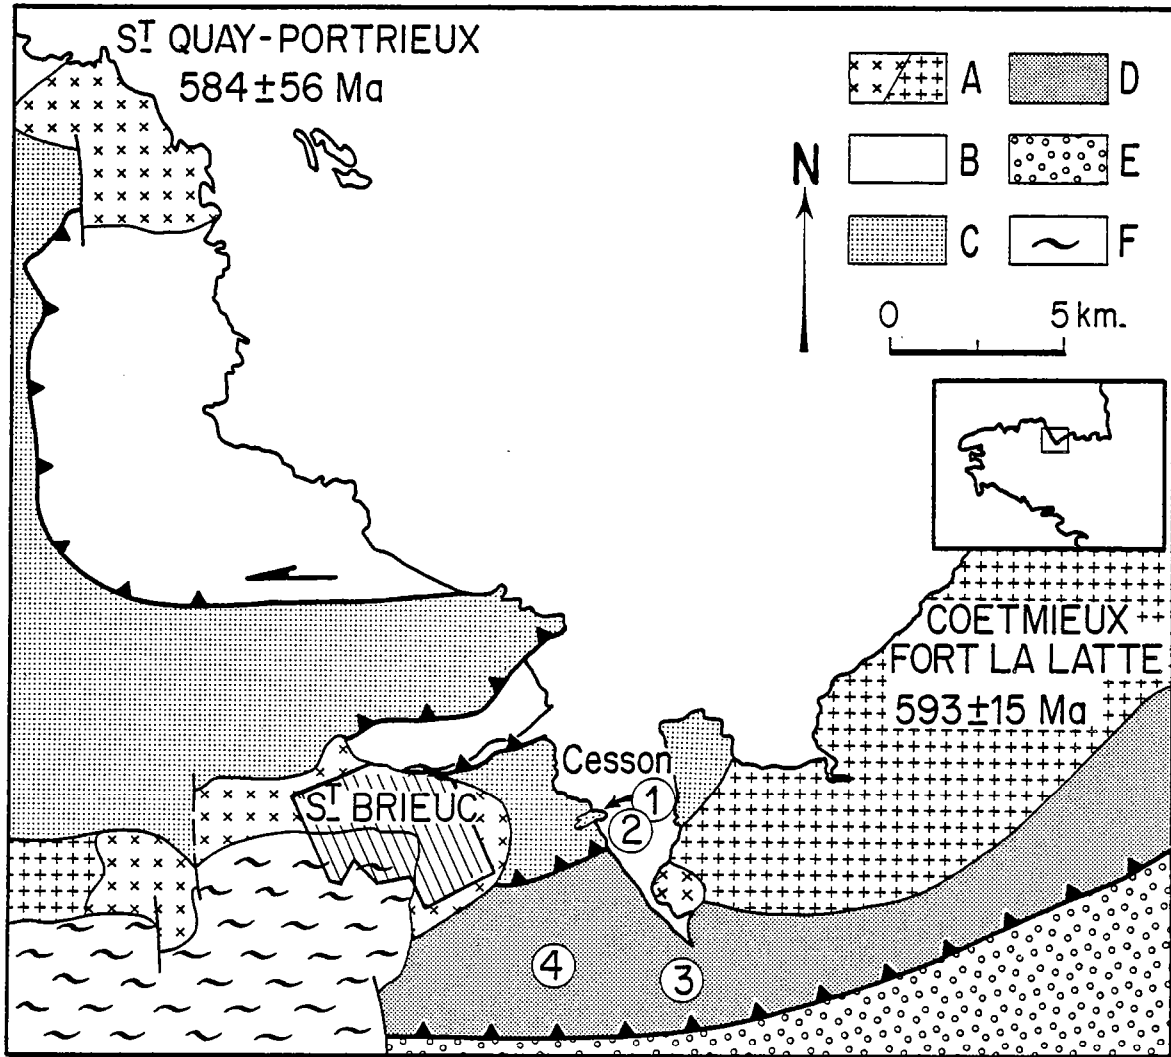 Sᵀ QUAY-PORTRIEUX
584±56 Ma
A
D
B
E
C
F
N
0 5 km.
COETMIEUX
FORT LA LATTE
593±15 Ma
Cesson
1
Sᵀ BRIEUC
2
4
3